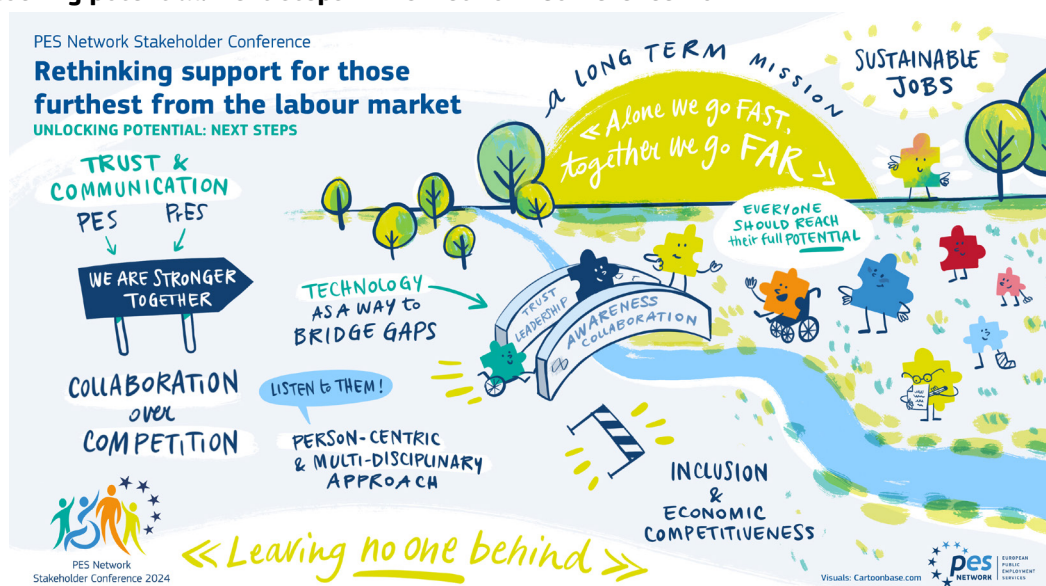 PES Network Stakeholder Conference
Rethinking support for those
furthest from the labour market
UNLOCKING POTENTIAL: NEXT STEPS
TRUST &
COMMUNICATION
PES PrES
WE ARE STRONGER
TOGETHER
COLLABORATION
over
COMPETITION
TECHNOLOGY
AS A WAY to
BRIDGE GAPS
LISTEN to THEM!
PERSON-CENTRIC
& MULTI-DISCIPLINARY
APPROACH
a LONG TERM MISSION
« Alone we go FAST,
together we go FAR »
SUSTAINABLE
JOBS
EVERYONE
SHOULD REACH
their full POTENTIAL
TRUST
LEADERSHIP
AWARENESS
& COLLABORATION
INCLUSION
&
ECONOMIC
COMPETITIVENESS
« Leaving no one behind »
PES Network
Stakeholder Conference 2024
Visuals: Cartoonbase.com
pes
NETWORK
EUROPEAN
PUBLIC
EMPLOYMENT
SERVICES